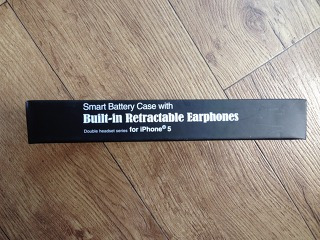 Smart Battery Case with
Built-in Retractable Earphones
Double headset series for iPhone® 5